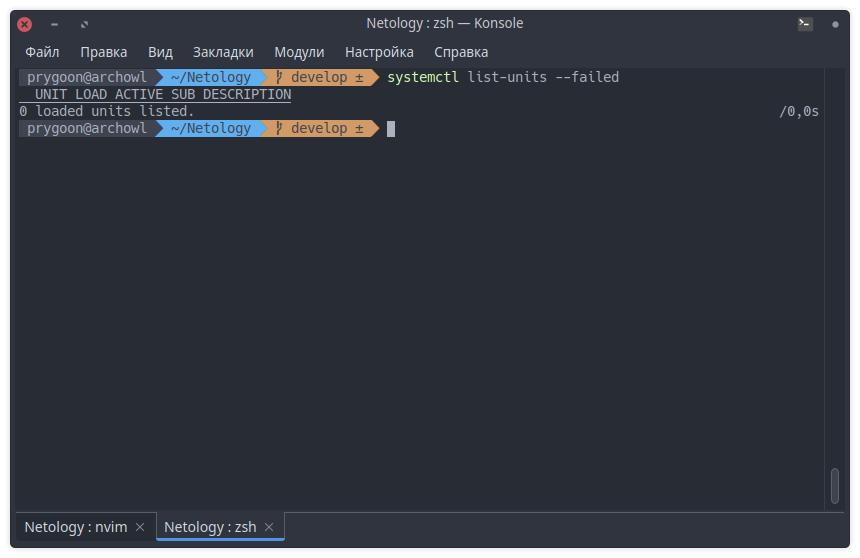 Netology : zsh — Konsole
Файл Правка Вид Закладки Модули Настройка Справка
prygoon@archowl ~/Netology develop ± systemctl list-units --failed
UNIT LOAD ACTIVE SUB DESCRIPTION
0 loaded units listed. /0,0s
prygoon@archowl ~/Netology develop ±
Netology : nvim Netology : zsh